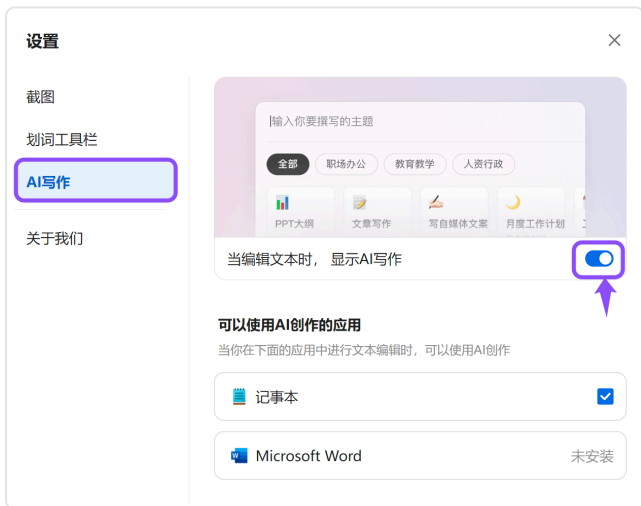 设置
截图
划词工具栏
AI写作
关于我们
输入你要撰写的主题
全部 职场办公 教育教学 人资行政
PPT大纲 文章写作 写自媒体文案 月度工作计划
当编辑文本时， 显示AI写作
可以使用AI创作的应用
当你在下面的应用中进行文本编辑时，可以使用AI创作
记事本
Microsoft Word 未安装